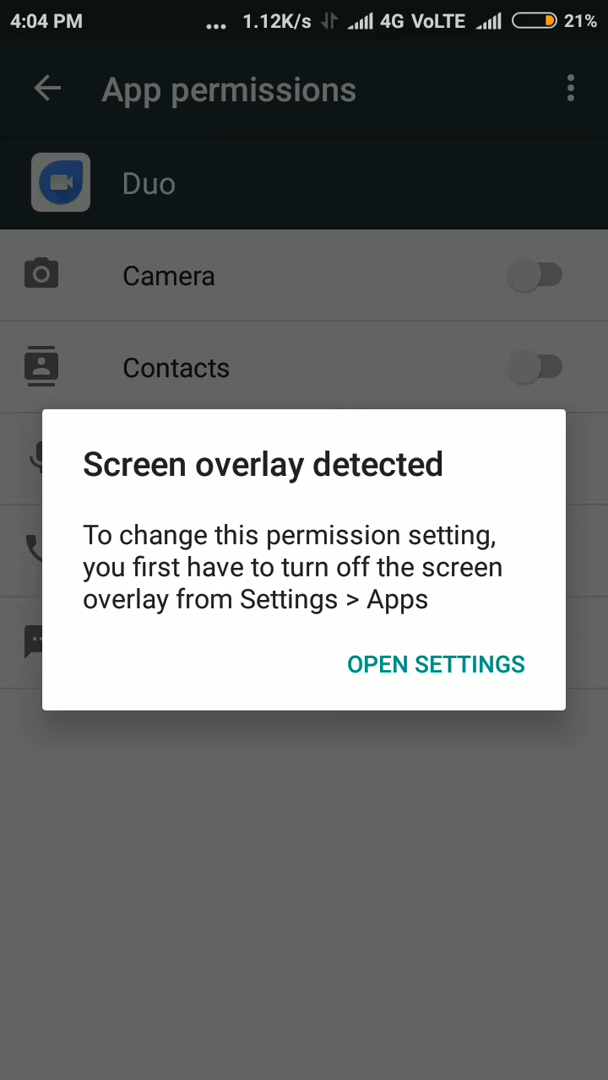 4:04 PM ... 1.12K/s 4G VoLTE 21%
App permissions
Duo
Camera
Contacts
Screen overlay detected
To change this permission setting,
you first have to turn off the screen
overlay from Settings > Apps
OPEN SETTINGS